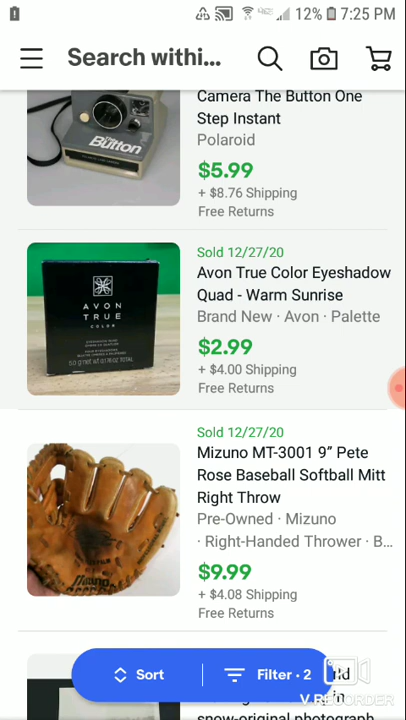 12% 7:25 PM
Search withi...
Camera The Button One
Step Instant
Polaroid
$5.99
+ $8.76 Shipping
Free Returns
The
Button
Sold 12/27/20
Avon True Color Eyeshadow
Quad - Warm Sunrise
Brand New · Avon · Palette
$2.99
+ $4.00 Shipping
Free Returns
AVON
TRUE
COLOR
Sold 12/27/20
Mizuno MT-3001 9” Pete
Rose Baseball Softball Mitt
Right Throw
Pre-Owned · Mizuno
· Right-Handed Thrower · B...
$9.99
+ $4.08 Shipping
Free Returns
Mizuno
Sort
Filter · 2
V.RECORDER
snow-original photograph